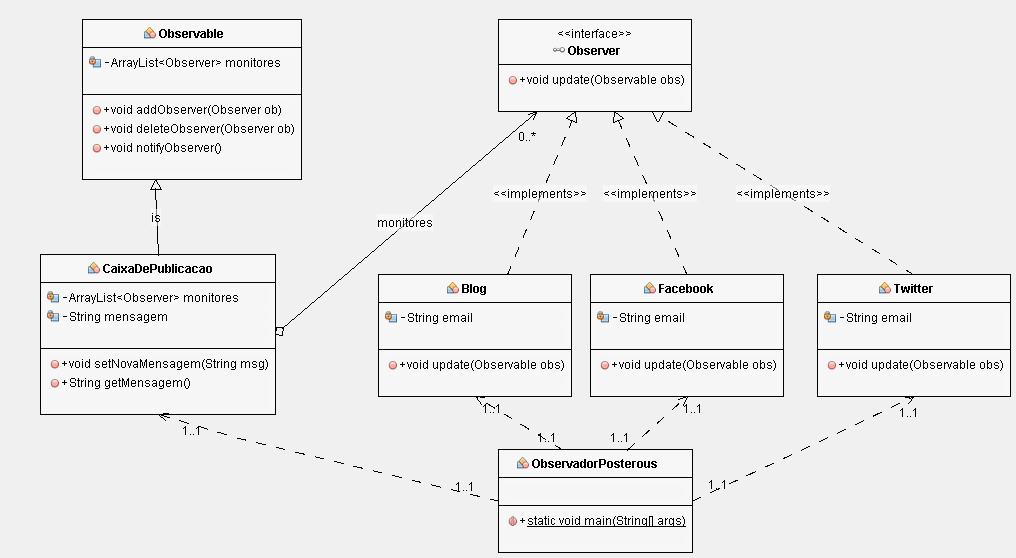 Observable
-ArrayList<Observer> monitores
+void addObserver(Observer ob)
+void deleteObserver(Observer ob)
+void notifyObserver()
<<interface>>
Observer
+void update(Observable obs)
is
0..*
monitores
<<implements>>
<<implements>>
<<implements>>
CaixaDePublicacao
-ArrayList<Observer> monitores
-String mensagem
+void setNovaMensagem(String msg)
+String getMensagem()
Blog
-String email
+void update(Observable obs)
Facebook
-String email
+void update(Observable obs)
Twitter
-String email
+void update(Observable obs)
1..1
1..1
1..1
1..1
1..1
1..1
1..1
1..1
ObservadorPosterous
+static void main(String[] args)